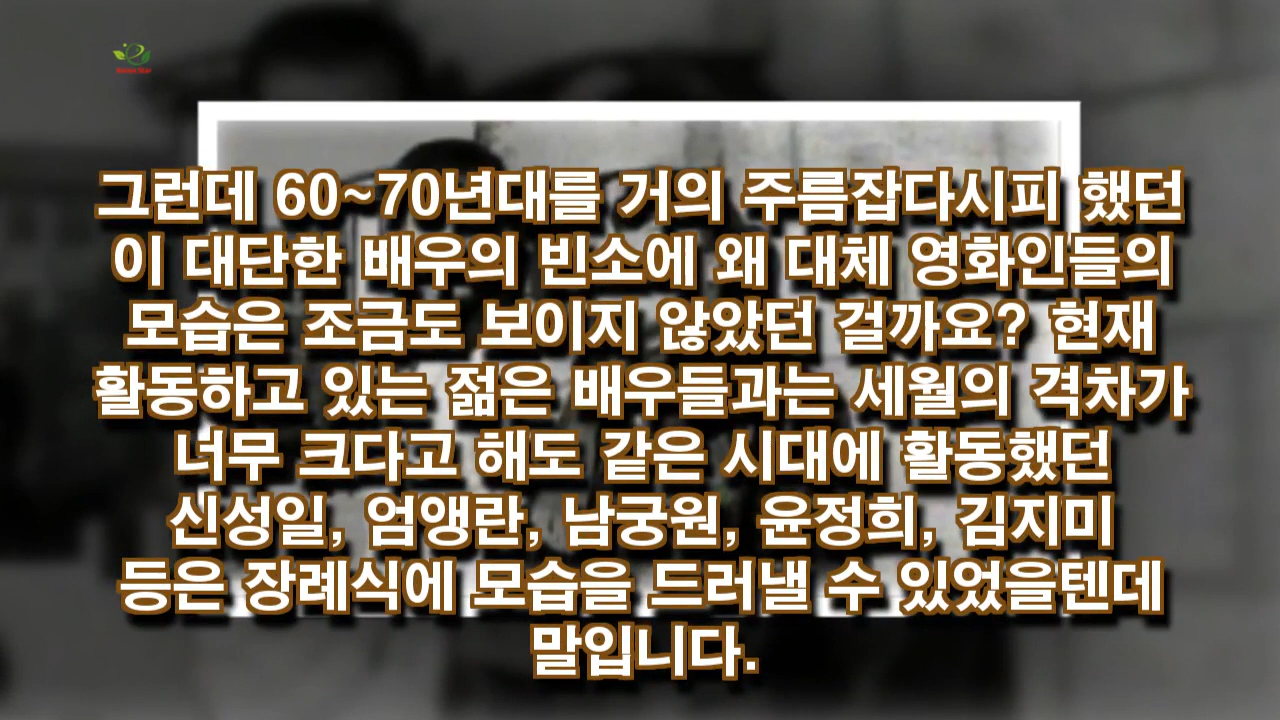 그런데 60~70년대를 거의 주름잡다시피 했던
이 대단한 배우의 빈소에 왜 대체 영화인들의
모습은 조금도 보이지 않았던 걸까요? 현재
활동하고 있는 젊은 배우들과는 세월의 격차가
너무 크다고 해도 같은 시대에 활동했던
신성일, 엄앵란, 남궁원, 윤정희, 김지미
등은 장례식에 모습을 드러낼 수 있었을텐데
말입니다.